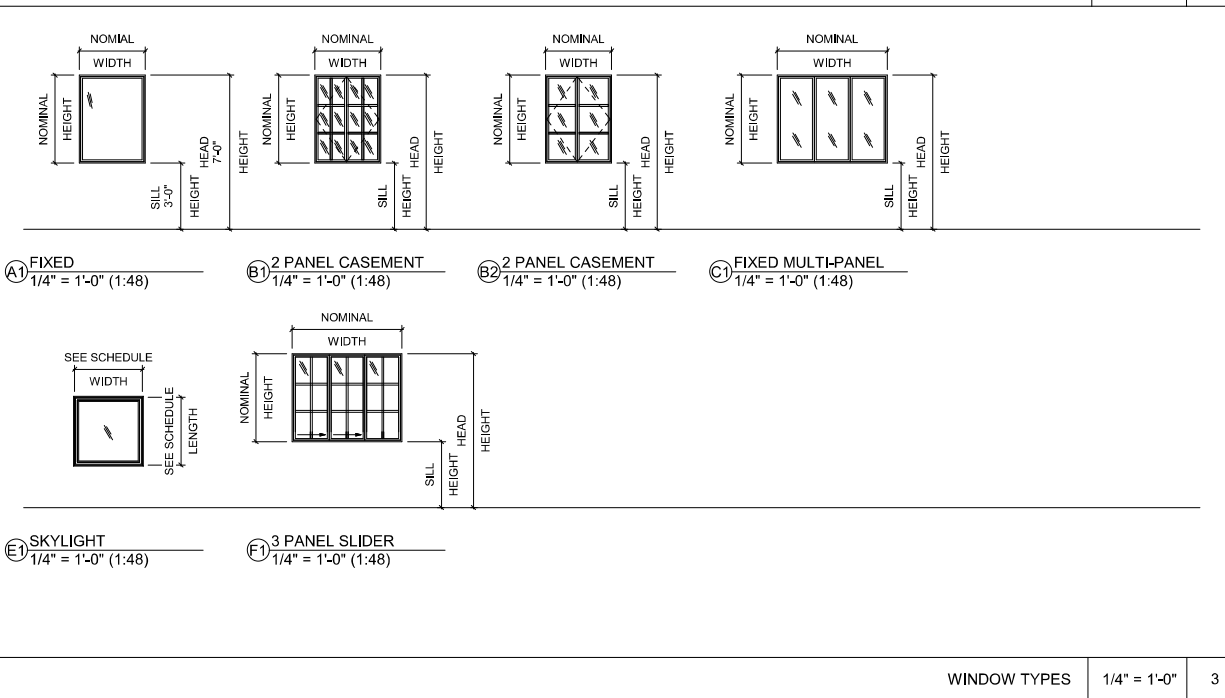 NOMIAL
WIDTH
NOMINAL
HEIGHT
SILL
3'-0"
HEIGHT
HEAD
7'-0"
HEIGHT
A1 FIXED
1/4" = 1'-0" (1:48)
NOMINAL
WIDTH
NOMINAL
HEIGHT
SILL
HEIGHT
HEAD
HEIGHT
B1 2 PANEL CASEMENT
1/4" = 1'-0" (1:48)
NOMINAL
WIDTH
NOMINAL
HEIGHT
SILL
HEIGHT
HEAD
HEIGHT
B2 2 PANEL CASEMENT
1/4" = 1'-0" (1:48)
NOMINAL
WIDTH
NOMINAL
HEIGHT
SILL
HEIGHT
HEAD
HEIGHT
C1 FIXED MULTI-PANEL
1/4" = 1'-0" (1:48)
SEE SCHEDULE
WIDTH
SEE SCHEDULE
LENGTH
E1 SKYLIGHT
1/4" = 1'-0" (1:48)
NOMINAL
WIDTH
NOMINAL
HEIGHT
SILL
HEIGHT
HEAD
HEIGHT
F1 3 PANEL SLIDER
1/4" = 1'-0" (1:48)
WINDOW TYPES 1/4" = 1'-0" 3